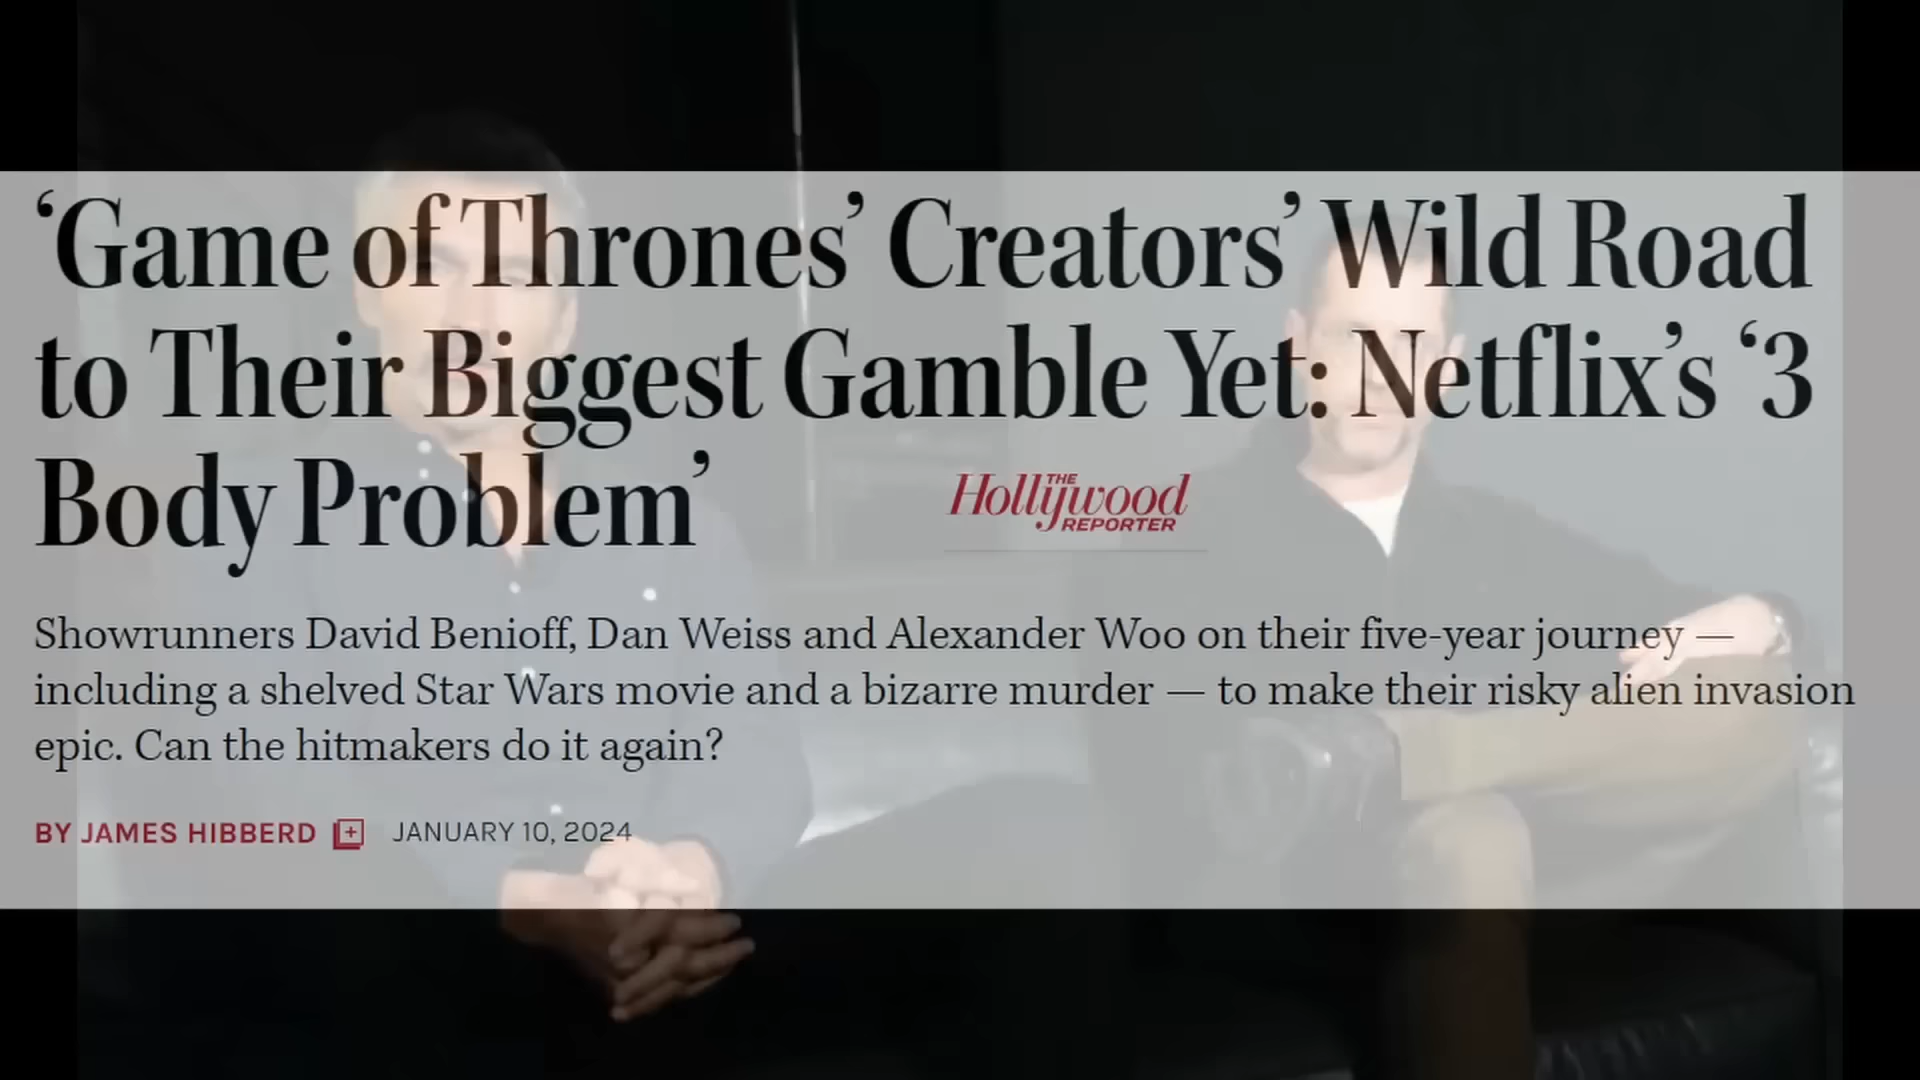 ‘Game of Thrones’ Creators’ Wild Road
to Their Biggest Gamble Yet: Netflix’s ‘3
Body Problem’
THE
Hollywood
REPORTER
Showrunners David Benioff, Dan Weiss and Alexander Woo on their five-year journey —
including a shelved Star Wars movie and a bizarre murder — to make their risky alien invasion
epic. Can the hitmakers do it again?
BY JAMES HIBBERD JANUARY 10, 2024